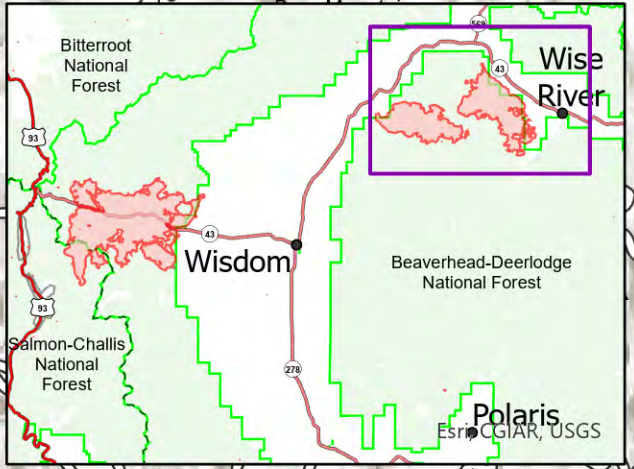 569
Bitterroot
National
Forest
Wise
River
43
93
43
Wisdom
Beaverhead-Deerlodge
National Forest
93
Salmon-Challis
National
Forest
278
Polaris
Esri, CGIAR, USGS